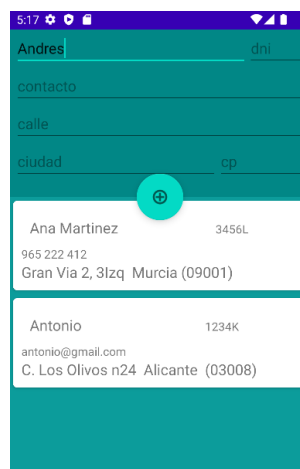 5:17
Andres dni
contacto
calle
ciudad cp
Ana Martinez 3456L
965 222 412
Gran Via 2, 3Izq Murcia (09001)
Antonio 1234K
antonio@gmail.com
C. Los Olivos n24 Alicante (03008)